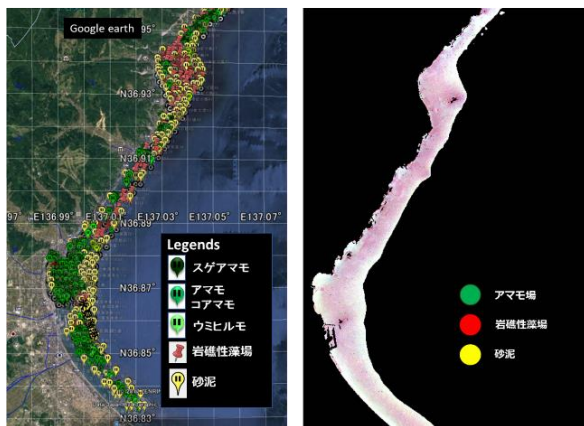 Google earth
95°
N36.93°
N36.91°
97 E136.99° E137.01° E137.03° E137.05° E137.07°
N36.89°
N36.87°
N36.85°
N36.83°
Legends
スゲアマモ
アマモ
コアマモ
ウミヒルモ
岩礁性藻場
砂泥
アマモ場
岩礁性藻場
砂泥